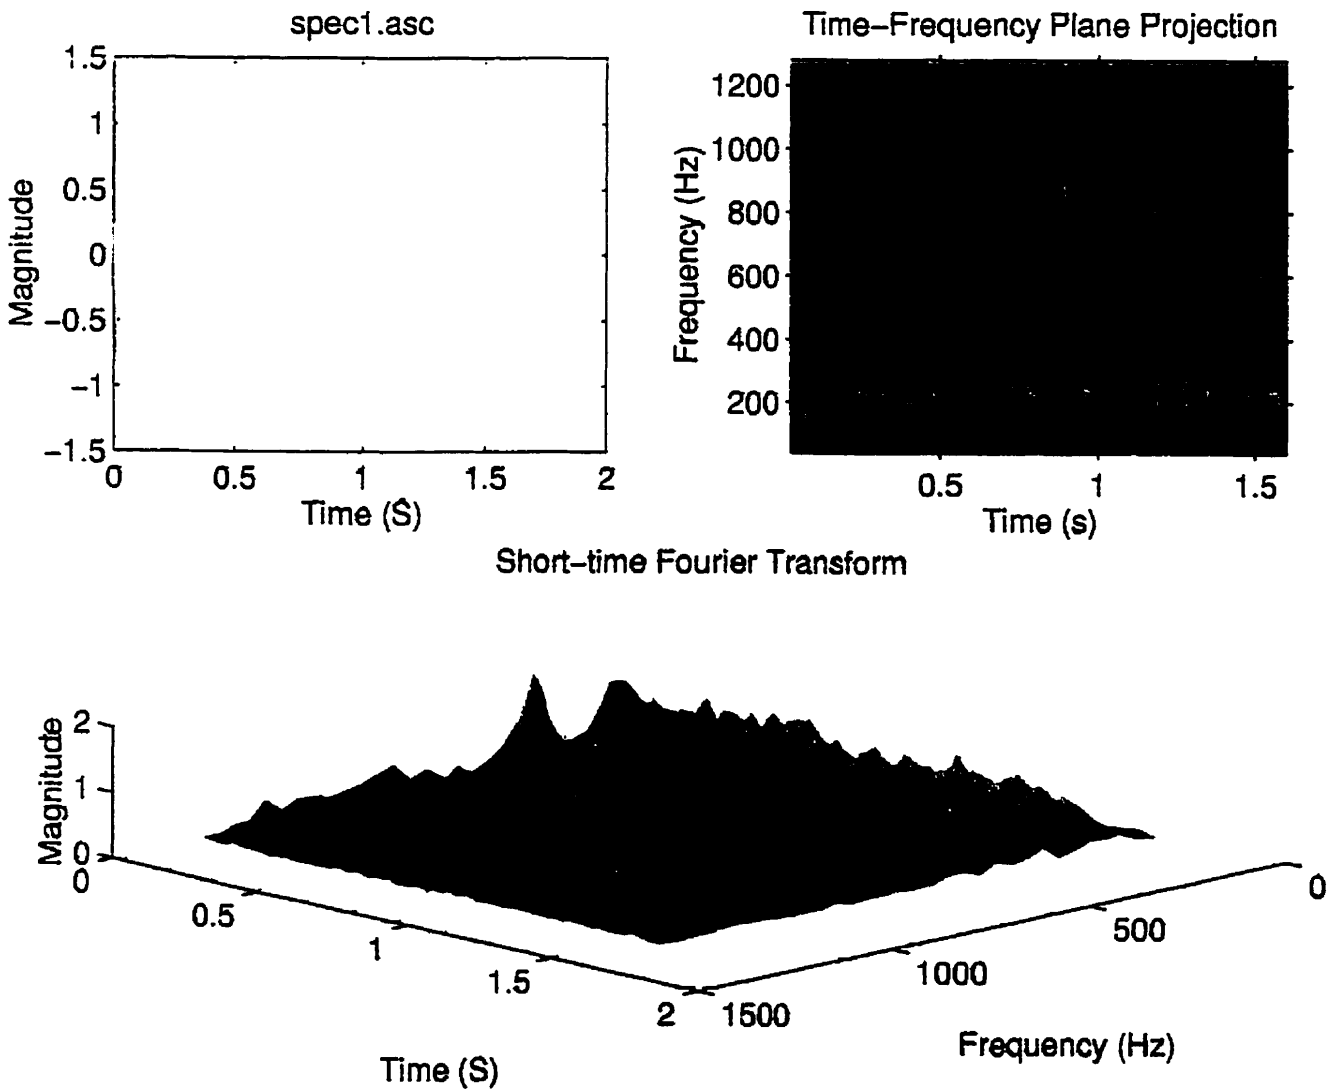 spec1.asc
1.5
1
0.5
0
−0.5
−1
−1.5
Magnitude
0 0.5 1 1.5 2
Time (S)
Time−Frequency Plane Projection
1200
1000
800
600
400
200
Frequency (Hz)
0.5 1 1.5
Time (s)
Short−time Fourier Transform
2
1
0
Magnitude
0
0.5
1
1.5
2
Time (S)
0
500
1000
1500
Frequency (Hz)